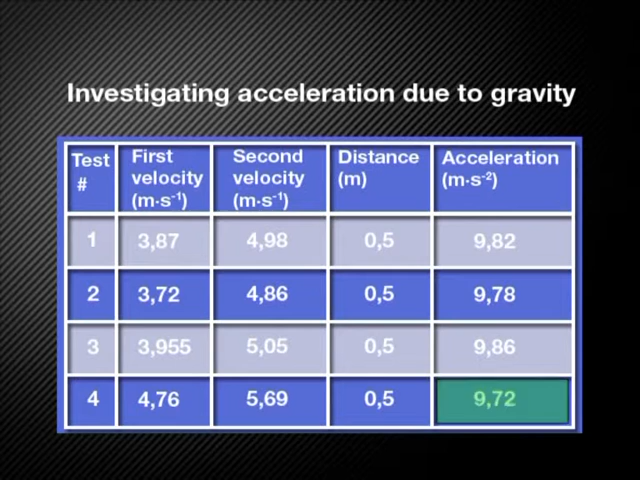 Investigating acceleration due to gravity
Test # First velocity (m·s-1) Second velocity (m·s-1) Distance (m) Acceleration (m·s-2)
1 3,87 4,98 0,5 9,82
2 3,72 4,86 0,5 9,78
3 3,955 5,05 0,5 9,86
4 4,76 5,69 0,5 9,72